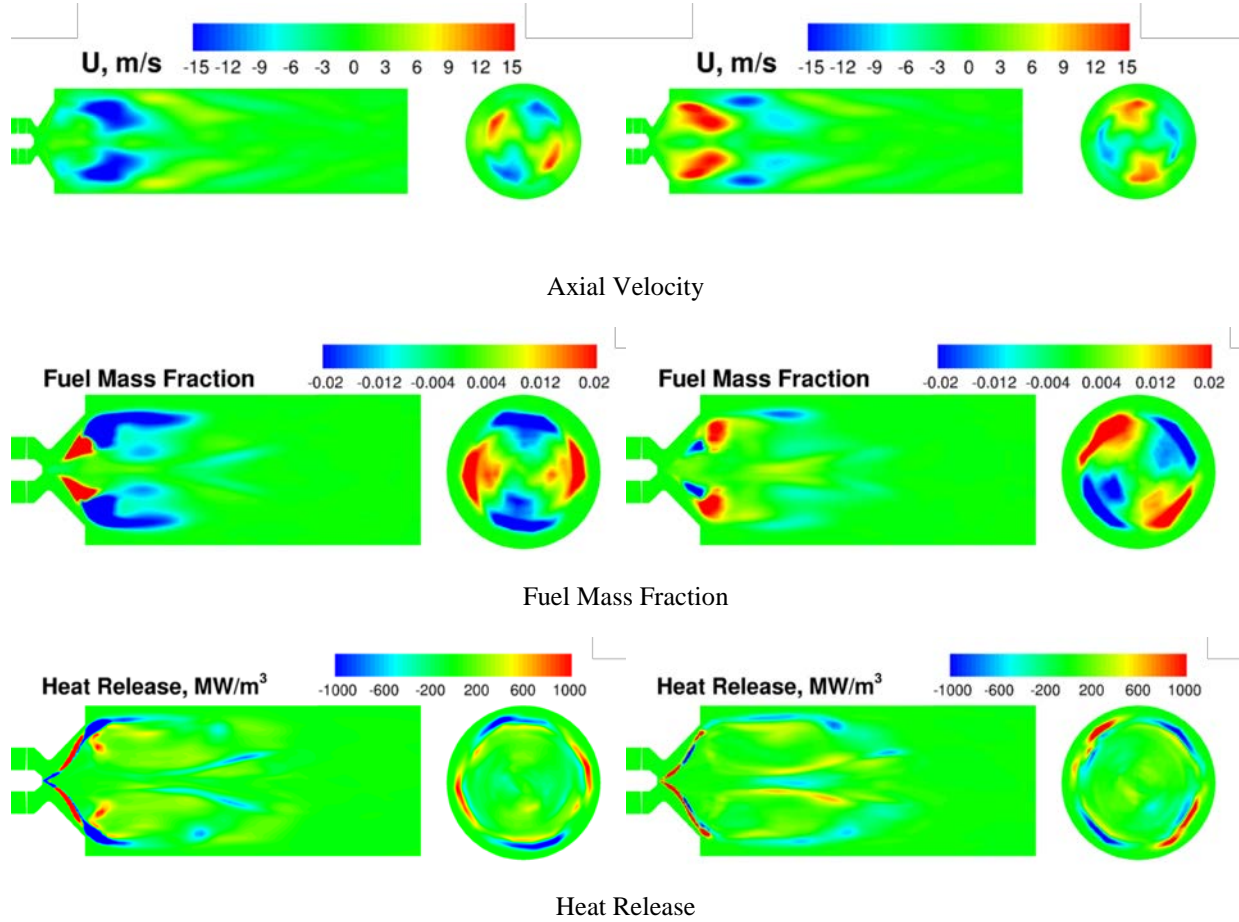 U, m/s -15 -12 -9 -6 -3 0 3 6 9 12 15
U, m/s -15 -12 -9 -6 -3 0 3 6 9 12 15
Axial Velocity
-0.02 -0.012 -0.004 0.004 0.012 0.02
Fuel Mass Fraction
-0.02 -0.012 -0.004 0.004 0.012 0.02
Fuel Mass Fraction
Fuel Mass Fraction
Heat Release, MW/m³ -1000 -600 -200 200 600 1000
Heat Release, MW/m³ -1000 -600 -200 200 600 1000
Heat Release